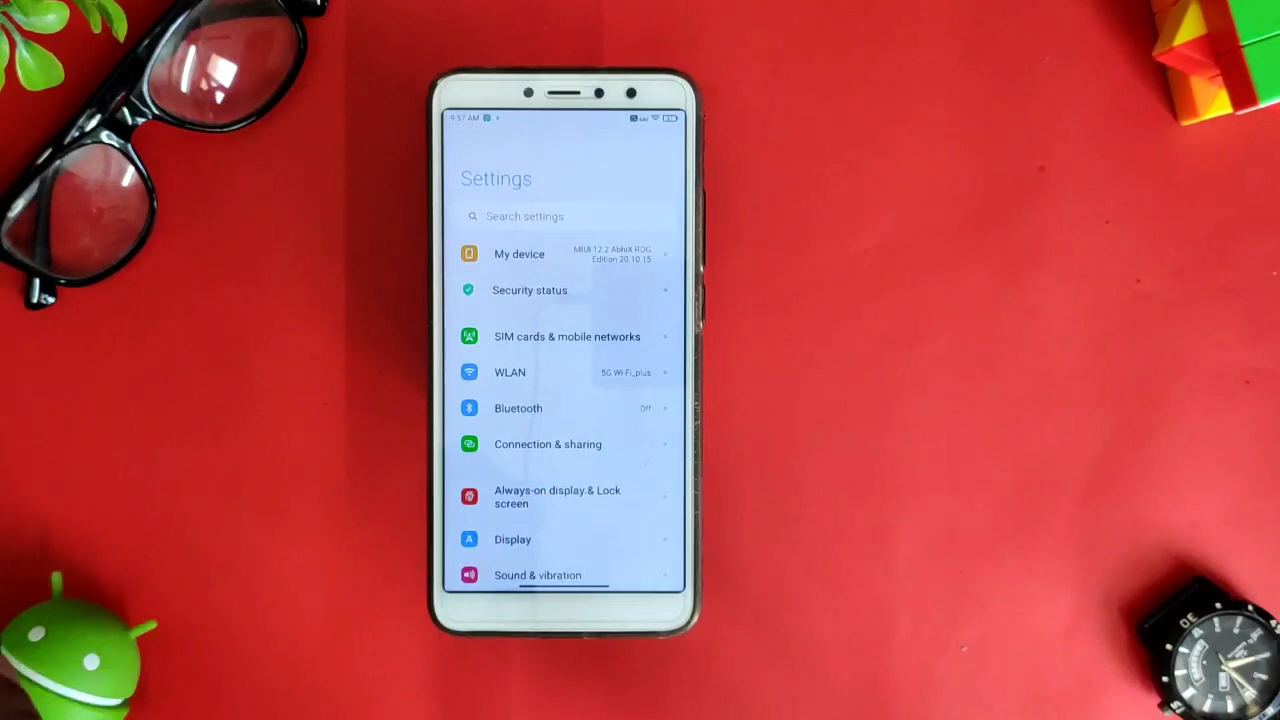 9:57 AM
Settings
Search settings
My device
MIUI 12.2 AbhiX ROG
Edition 20.10.15
Security status
SIM cards & mobile networks
WLAN
5G Wi-Fi_plus
Bluetooth
Off
Connection & sharing
Always-on display & Lock
screen
A
Display
Sound & vibration
30